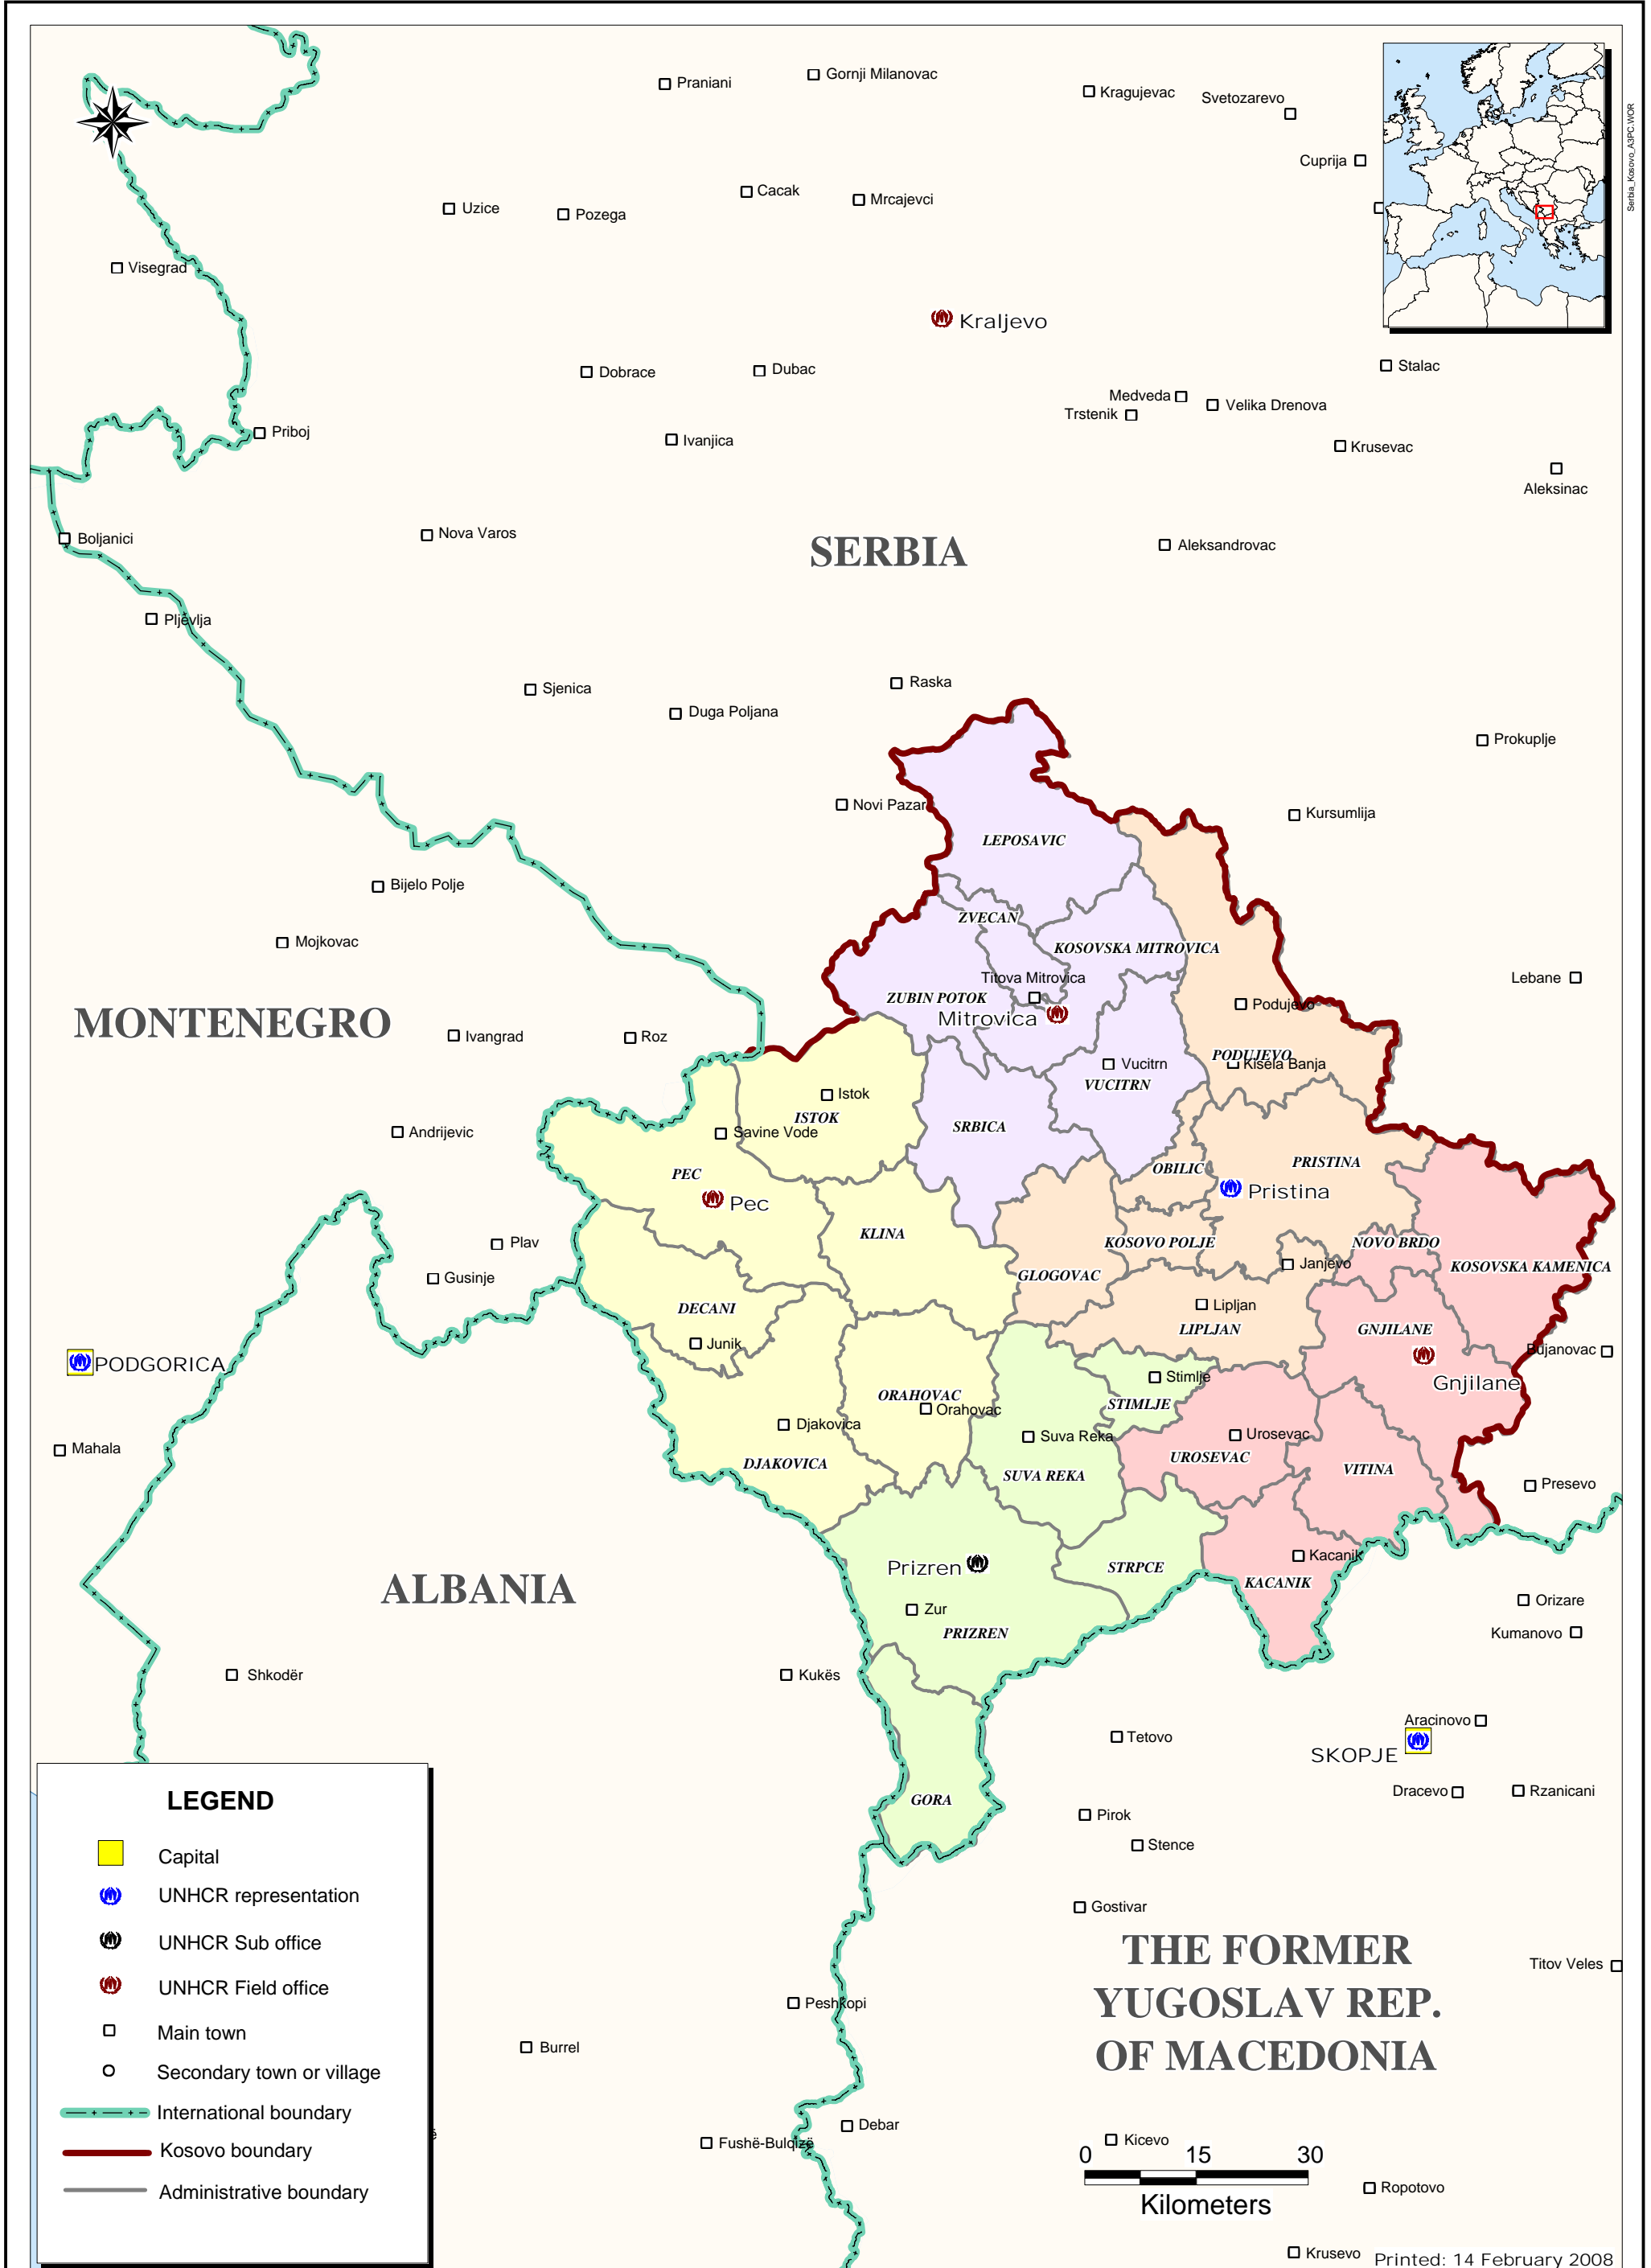 Serbia_Kosovo_A3PC.WOR
Praniani
Gornji Milanovac
Kragujevac
Svetozarevo
Cuprija
Uzice
Pozega
Cacak
Mrcajevci
Visegrad
Kraljevo
Dobrace
Dubac
Stalac
Medveda
Trstenik
Velika Drenova
Priboj
Ivanjica
Krusevac
Aleksinac
Boljanici
Nova Varos
SERBIA
Aleksandrovac
Pljevlja
Sjenica
Raska
Duga Poljana
Prokuplje
Novi Pazar
Kursumlija
LEPOSAVIC
Bijelo Polje
ZVECAN
Mojkovac
KOSOVSKA MITROVICA
Titova Mitrovica
Lebane
ZUBIN POTOK
MONTENEGRO
Mitrovica
Podujevo
Ivangrad
Roz
PODUJEVO
Vucitrn
Kisela Banja
VUCITRN
Istok
ISTOK
SRBICA
Andrijevic
Savine Vode
PEC
OBILIC
PRISTINA
Pec
Pristina
KLINA
Plav
KOSOVO POLJE
NOVO BRDO
Janjevo
KOSOVSKA KAMENICA
Gusinje
GLOGOVAC
DECANI
Lipljan
LIPLJAN
GNJILANE
Junik
Bujanovac
PODGORICA
Stimlje
Gnjilane
ORAHOVAC
Orahovac
STIMLJE
Djakovica
Suva Reka
Urosevac
Mahala
DJAKOVICA
SUVA REKA
UROSEVAC
VITINA
Presevo
Prizren
STRPCE
Kacanik
KACANIK
ALBANIA
Orizare
Zur
PRIZREN
Kumanovo
Shkodër
Kukës
Aracinovo
Tetovo
SKOPJE
Dracevo
Rzanicani
GORA
Pirok
Stence
Gostivar
THE FORMER
YUGOSLAV REP.
OF MACEDONIA
Titov Veles
Peshkopi
Burrel
Debar
Fushë-Bulqizë
Kicevo
0 15 30
Kilometers
Ropotovo
Krusevo
Printed: 14 February 2008
LEGEND
Capital
UNHCR representation
UNHCR Sub office
UNHCR Field office
Main town
Secondary town or village
International boundary
Kosovo boundary
Administrative boundary